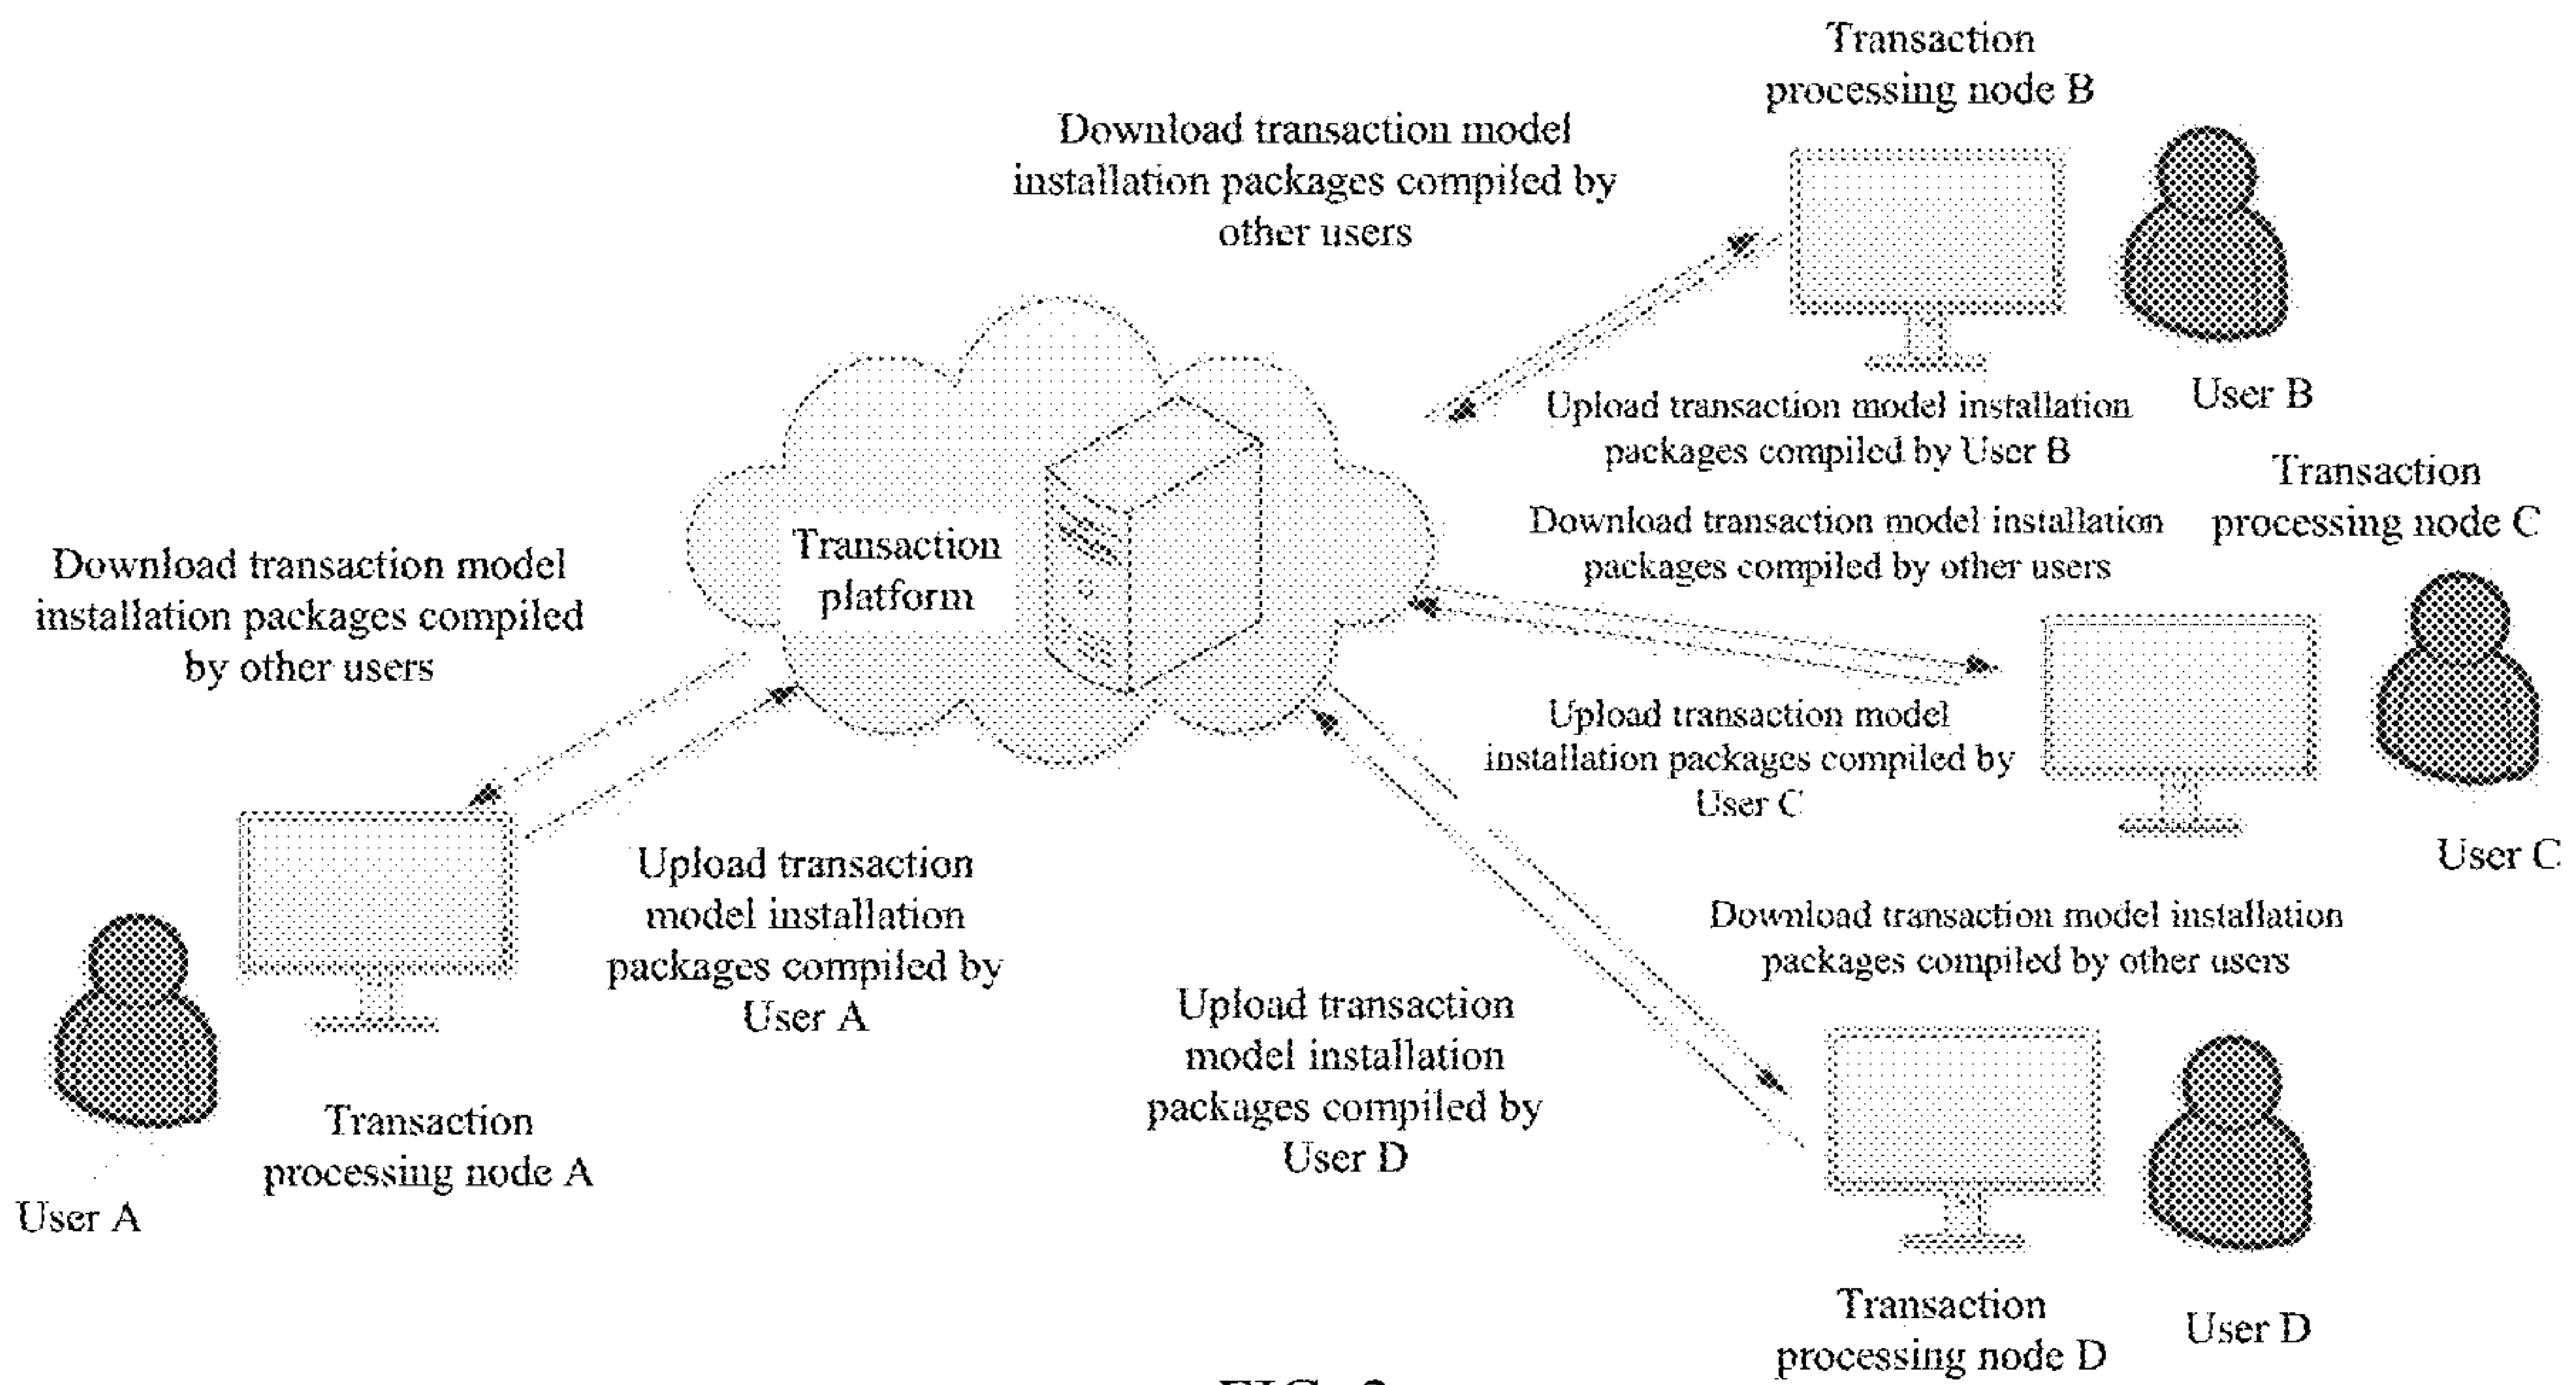 Transaction
processing node B
Download transaction model
installation packages compiled by
other users
User B
Upload transaction model installation
packages compiled by User B
Transaction
processing node C
Download transaction model installation
packages compiled by other users
Transaction
platform
Download transaction model
installation packages compiled
by other users
Upload transaction model
installation packages compiled by
User C
User C
Upload transaction
model installation
packages compiled by
User A
Download transaction model installation
packages compiled by other users
Upload transaction
model installation
packages compiled by
User D
Transaction
processing node A
User A
Transaction
processing node D
User D